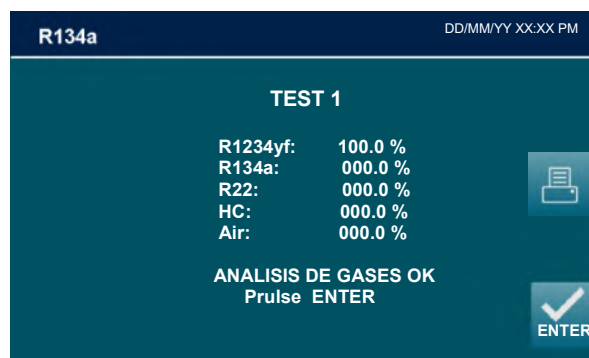 R134a
DD/MM/YY XX:XX PM
TEST 1
R1234yf: 100.0 %
R134a: 000.0 %
R22: 000.0 %
HC: 000.0 %
Air: 000.0 %
ANALISIS DE GASES OK
Prulse ENTER
ENTER